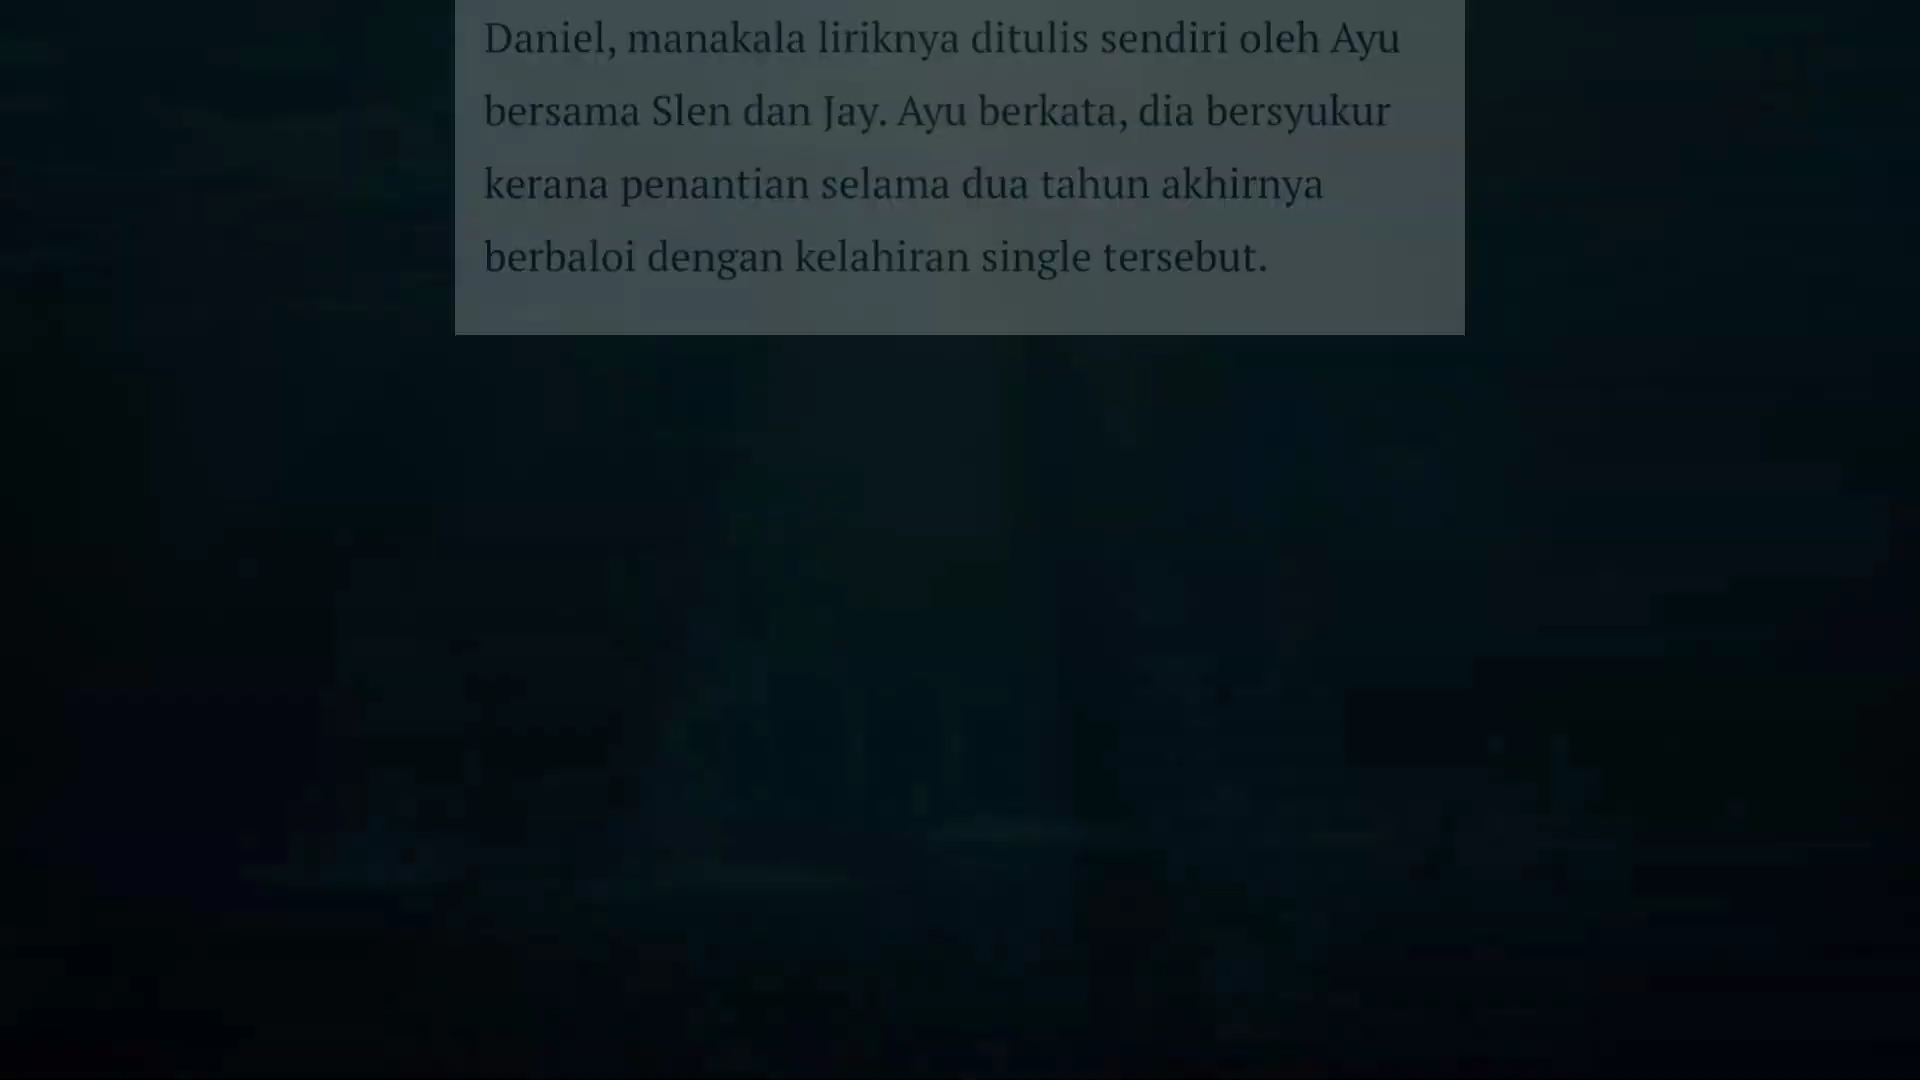 Daniel, manakala liriknya ditulis sendiri oleh Ayu
bersama Slen dan Jay. Ayu berkata, dia bersyukur
kerana penantian selama dua tahun akhirnya
berbaloi dengan kelahiran single tersebut.